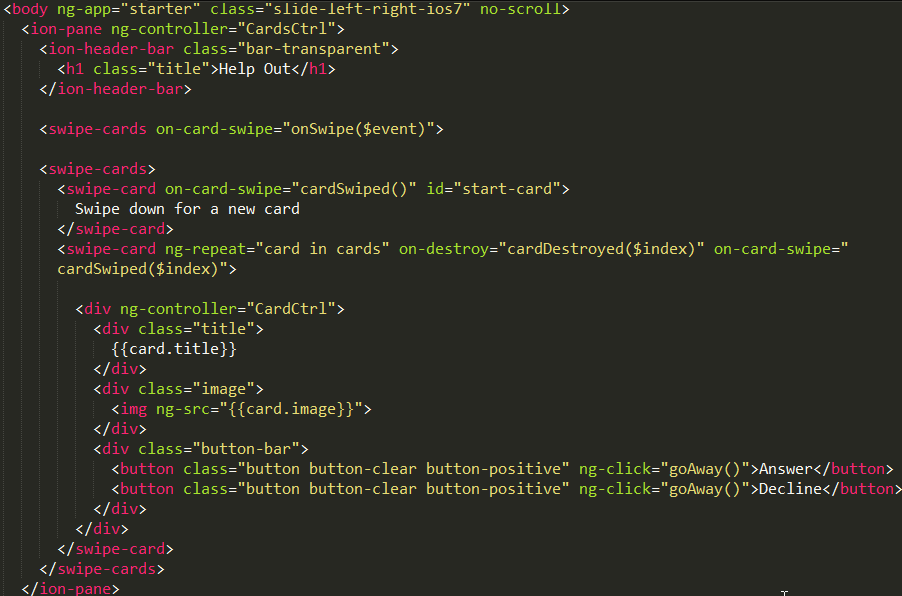 <body ng-app="starter" class="slide-left-right-ios7" no-scroll>
  <ion-pane ng-controller="CardsCtrl">
    <ion-header-bar class="bar-transparent">
      <h1 class="title">Help Out</h1>
    </ion-header-bar>

    <swipe-cards on-card-swipe="onSwipe($event)">

    <swipe-cards>
      <swipe-card on-card-swipe="cardSwiped()" id="start-card">
        Swipe down for a new card
      </swipe-card>
      <swipe-card ng-repeat="card in cards" on-destroy="cardDestroyed($index)" on-card-swipe="
      cardSwiped($index)">

        <div ng-controller="CardCtrl">
          <div class="title">
            {{card.title}}
          </div>
          <div class="image">
            <img ng-src="{{card.image}}">
          </div>
          <div class="button-bar">
            <button class="button button-clear button-positive" ng-click="goAway()">Answer</button>
            <button class="button button-clear button-positive" ng-click="goAway()">Decline</button>
          </div>
        </div>
      </swipe-card>
    </swipe-cards>
  </ion-pane>